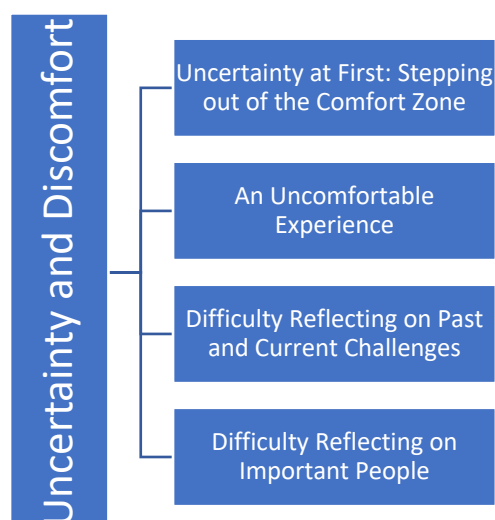 Uncertainty and Discomfort
Uncertainty at First: Stepping
out of the Comfort Zone
An Uncomfortable
Experience
Difficulty Reflecting on Past
and Current Challenges
Difficulty Reflecting on
Important People